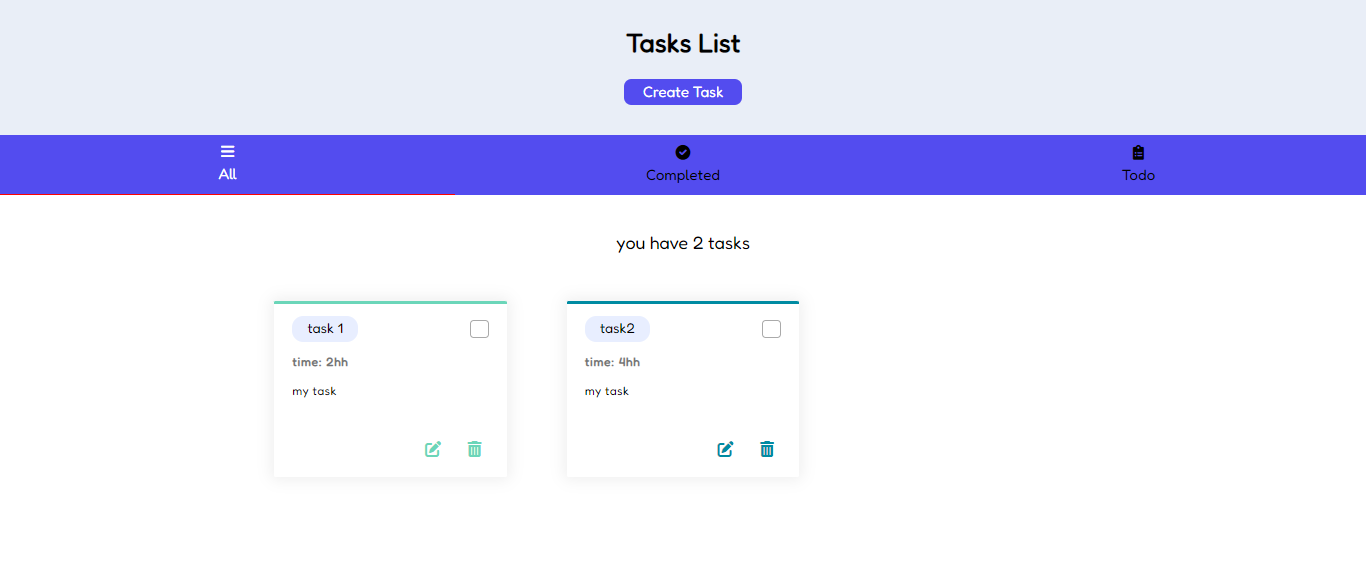 Tasks List
Create Task
All
Completed
Todo
you have 2 tasks
task 1
time: 2hh
my task
task2
time: 4hh
my task